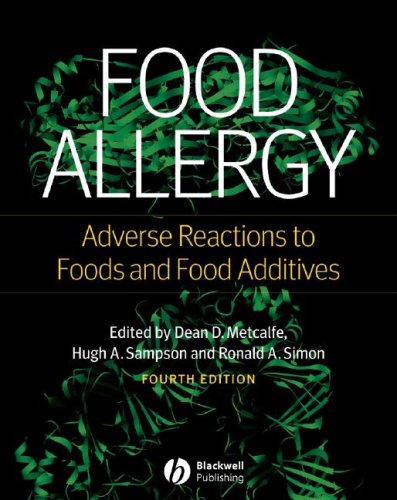 FOOD
ALLERGY
Adverse Reactions to
Foods and Food Additives
Edited by Dean D. Metcalfe,
Hugh A. Sampson and Ronald A. Simon
FOURTH EDITION
Blackwell
Publishing